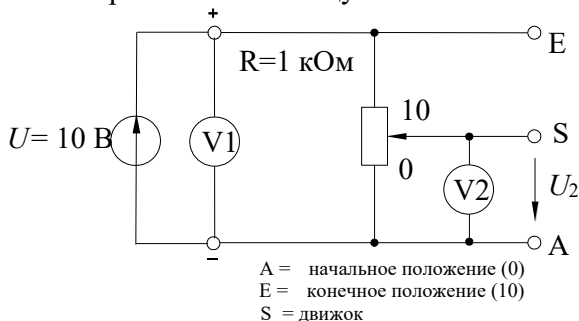 +
E
R=1 кОм
10
U= 10 В
V1
S
0
V2
U2
–
A
A = начальное положение (0)
E = конечное положение (10)
S = движок